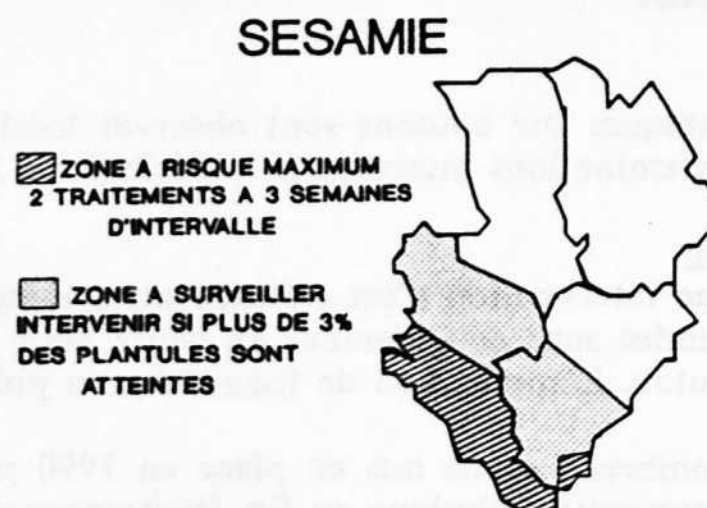 SESAMIE
ZONE A RISQUE MAXIMUM
2 TRAITEMENTS A 3 SEMAINES
D'INTERVALLE
ZONE A SURVEILLER
INTERVENIR SI PLUS DE 3%
DES PLANTULES SONT
ATTEINTES